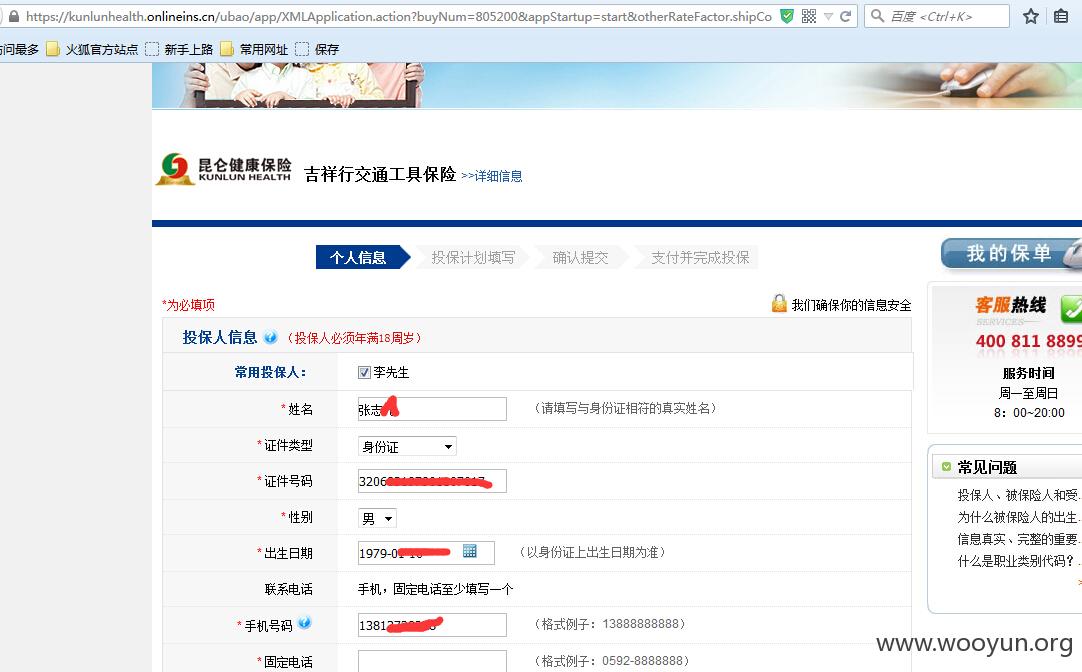 https://kunlunhealth.onlineins.cn/ubao/app/XMLApplication.action?buyNum=805200&appStartup=start&otherRateFactor.shipCo
百度 <Ctrl+K>
问最多 火狐官方站点 新手上路 常用网址 保存
昆仑健康保险
KUNLUN HEALTH
吉祥行交通工具保险 >>详细信息
个人信息 投保计划填写 确认提交 支付并完成投保
我的保单
*为必填项
我们确保你的信息安全
客服热线
SERVICES
400 811 8899
服务时间
周一至周日
8：00~20:00
投保人信息 （投保人必须年满18周岁）
常用投保人： 李先生
*姓名 张志 （请填写与身份证相符的真实姓名）
*证件类型 身份证
*证件号码 3206
*性别 男
*出生日期 1979-0 （以身份证上出生日期为准）
联系电话 手机，固定电话至少填写一个
*手机号码 1381 （格式例子：13888888888）
*固定电话 （格式例子：0592-8888888）
常见问题
投保人、被保险人和受.
为什么被保险人的出生.
信息真实、完整的重要.
什么是职业类别代码？.
>
www.wooyun.org